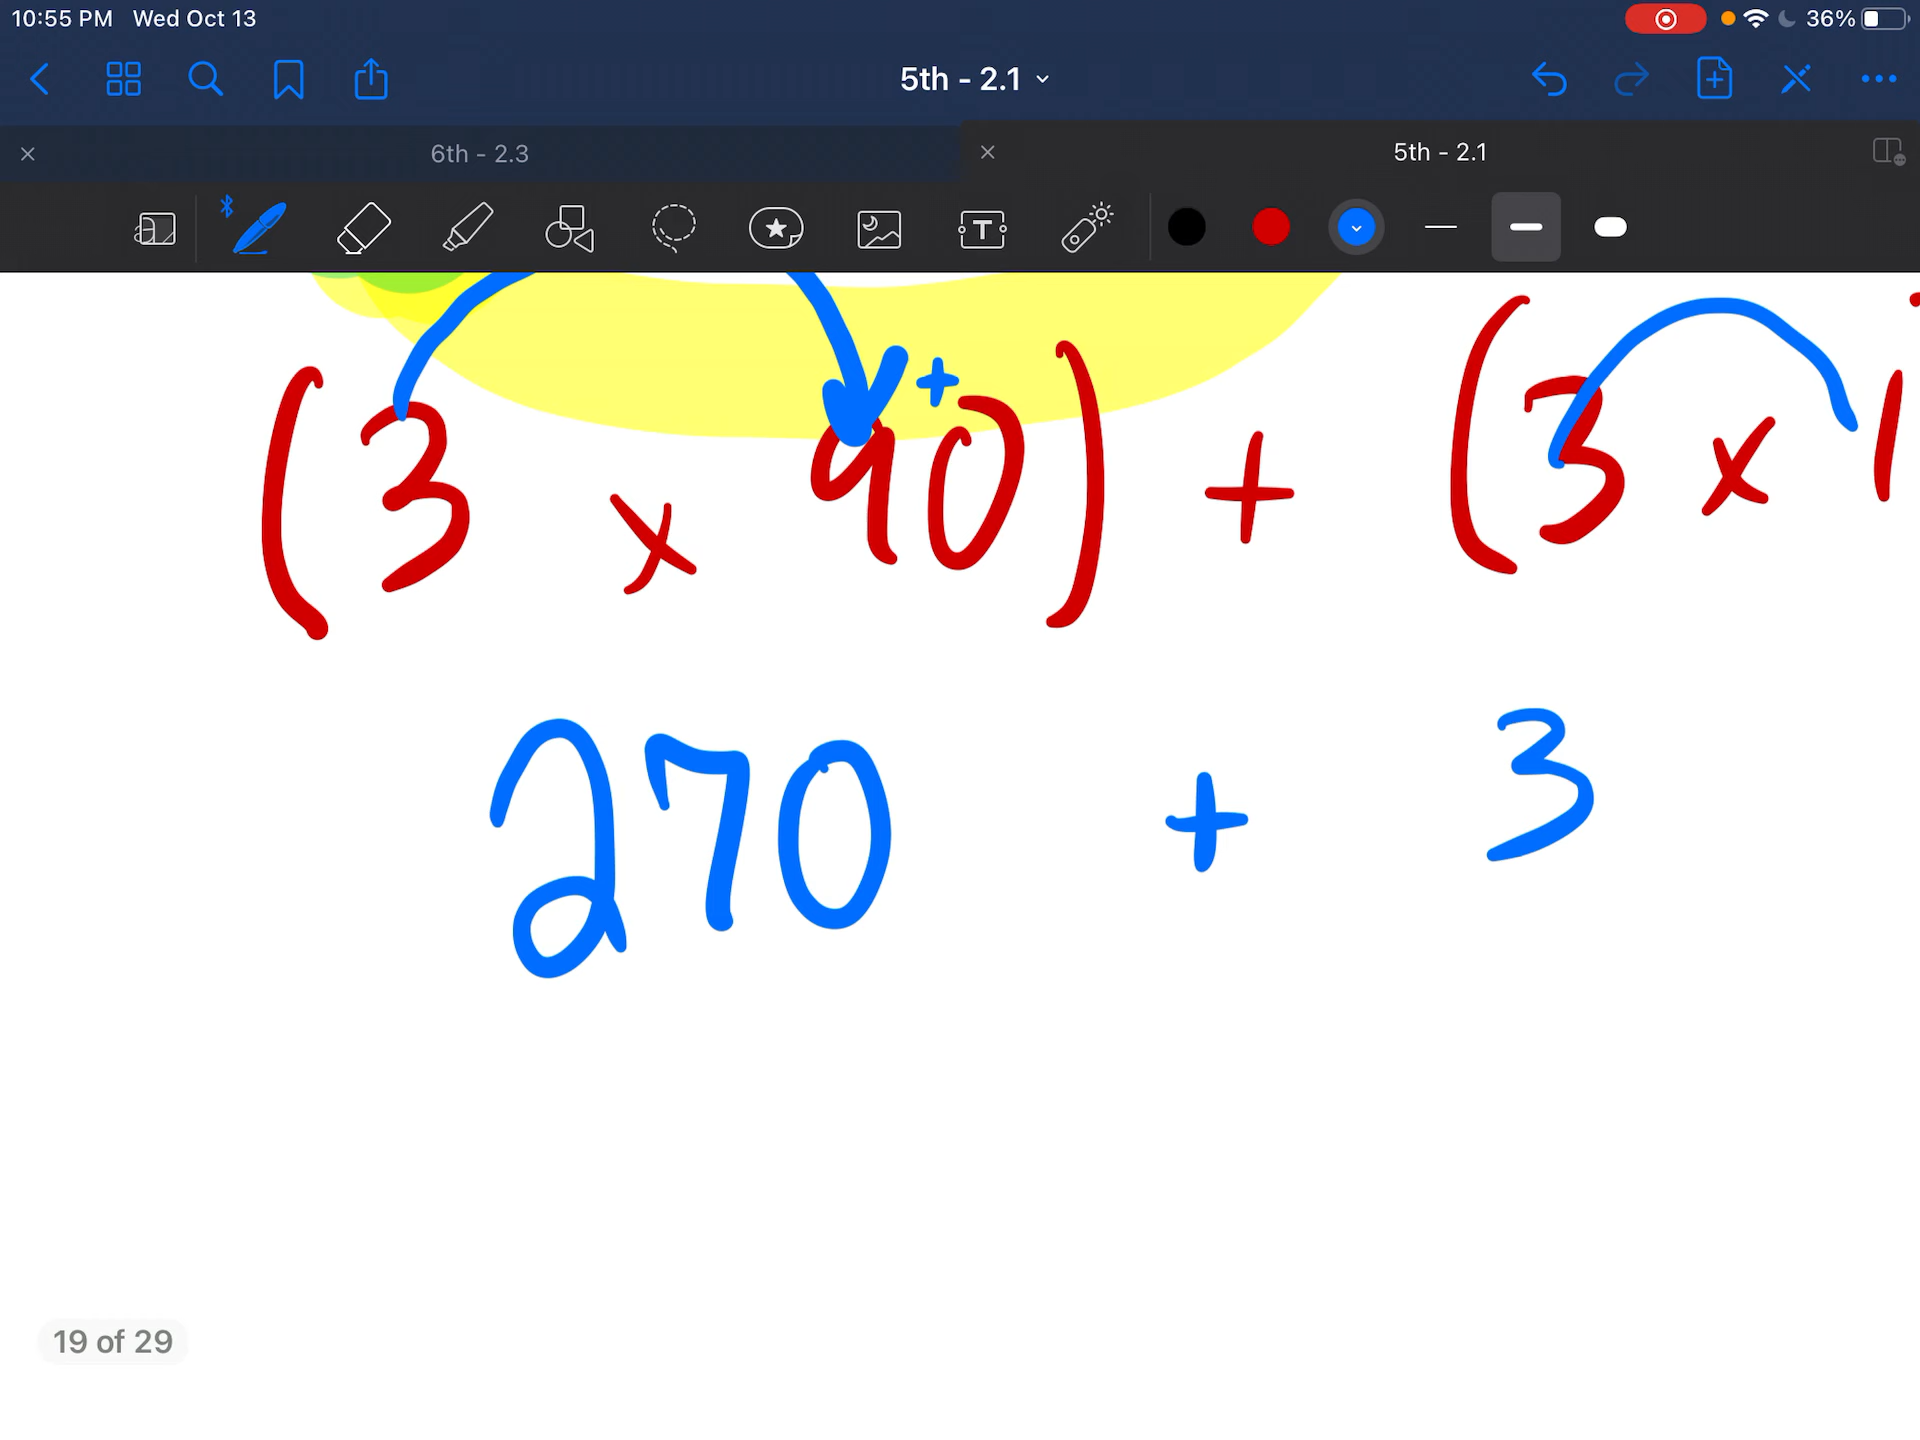 10:55 PM Wed Oct 13 36%
5th - 2.1
6th - 2.3 5th - 2.1
T
+
(3 x 90) + (3 x 1
270 + 3
19 of 29